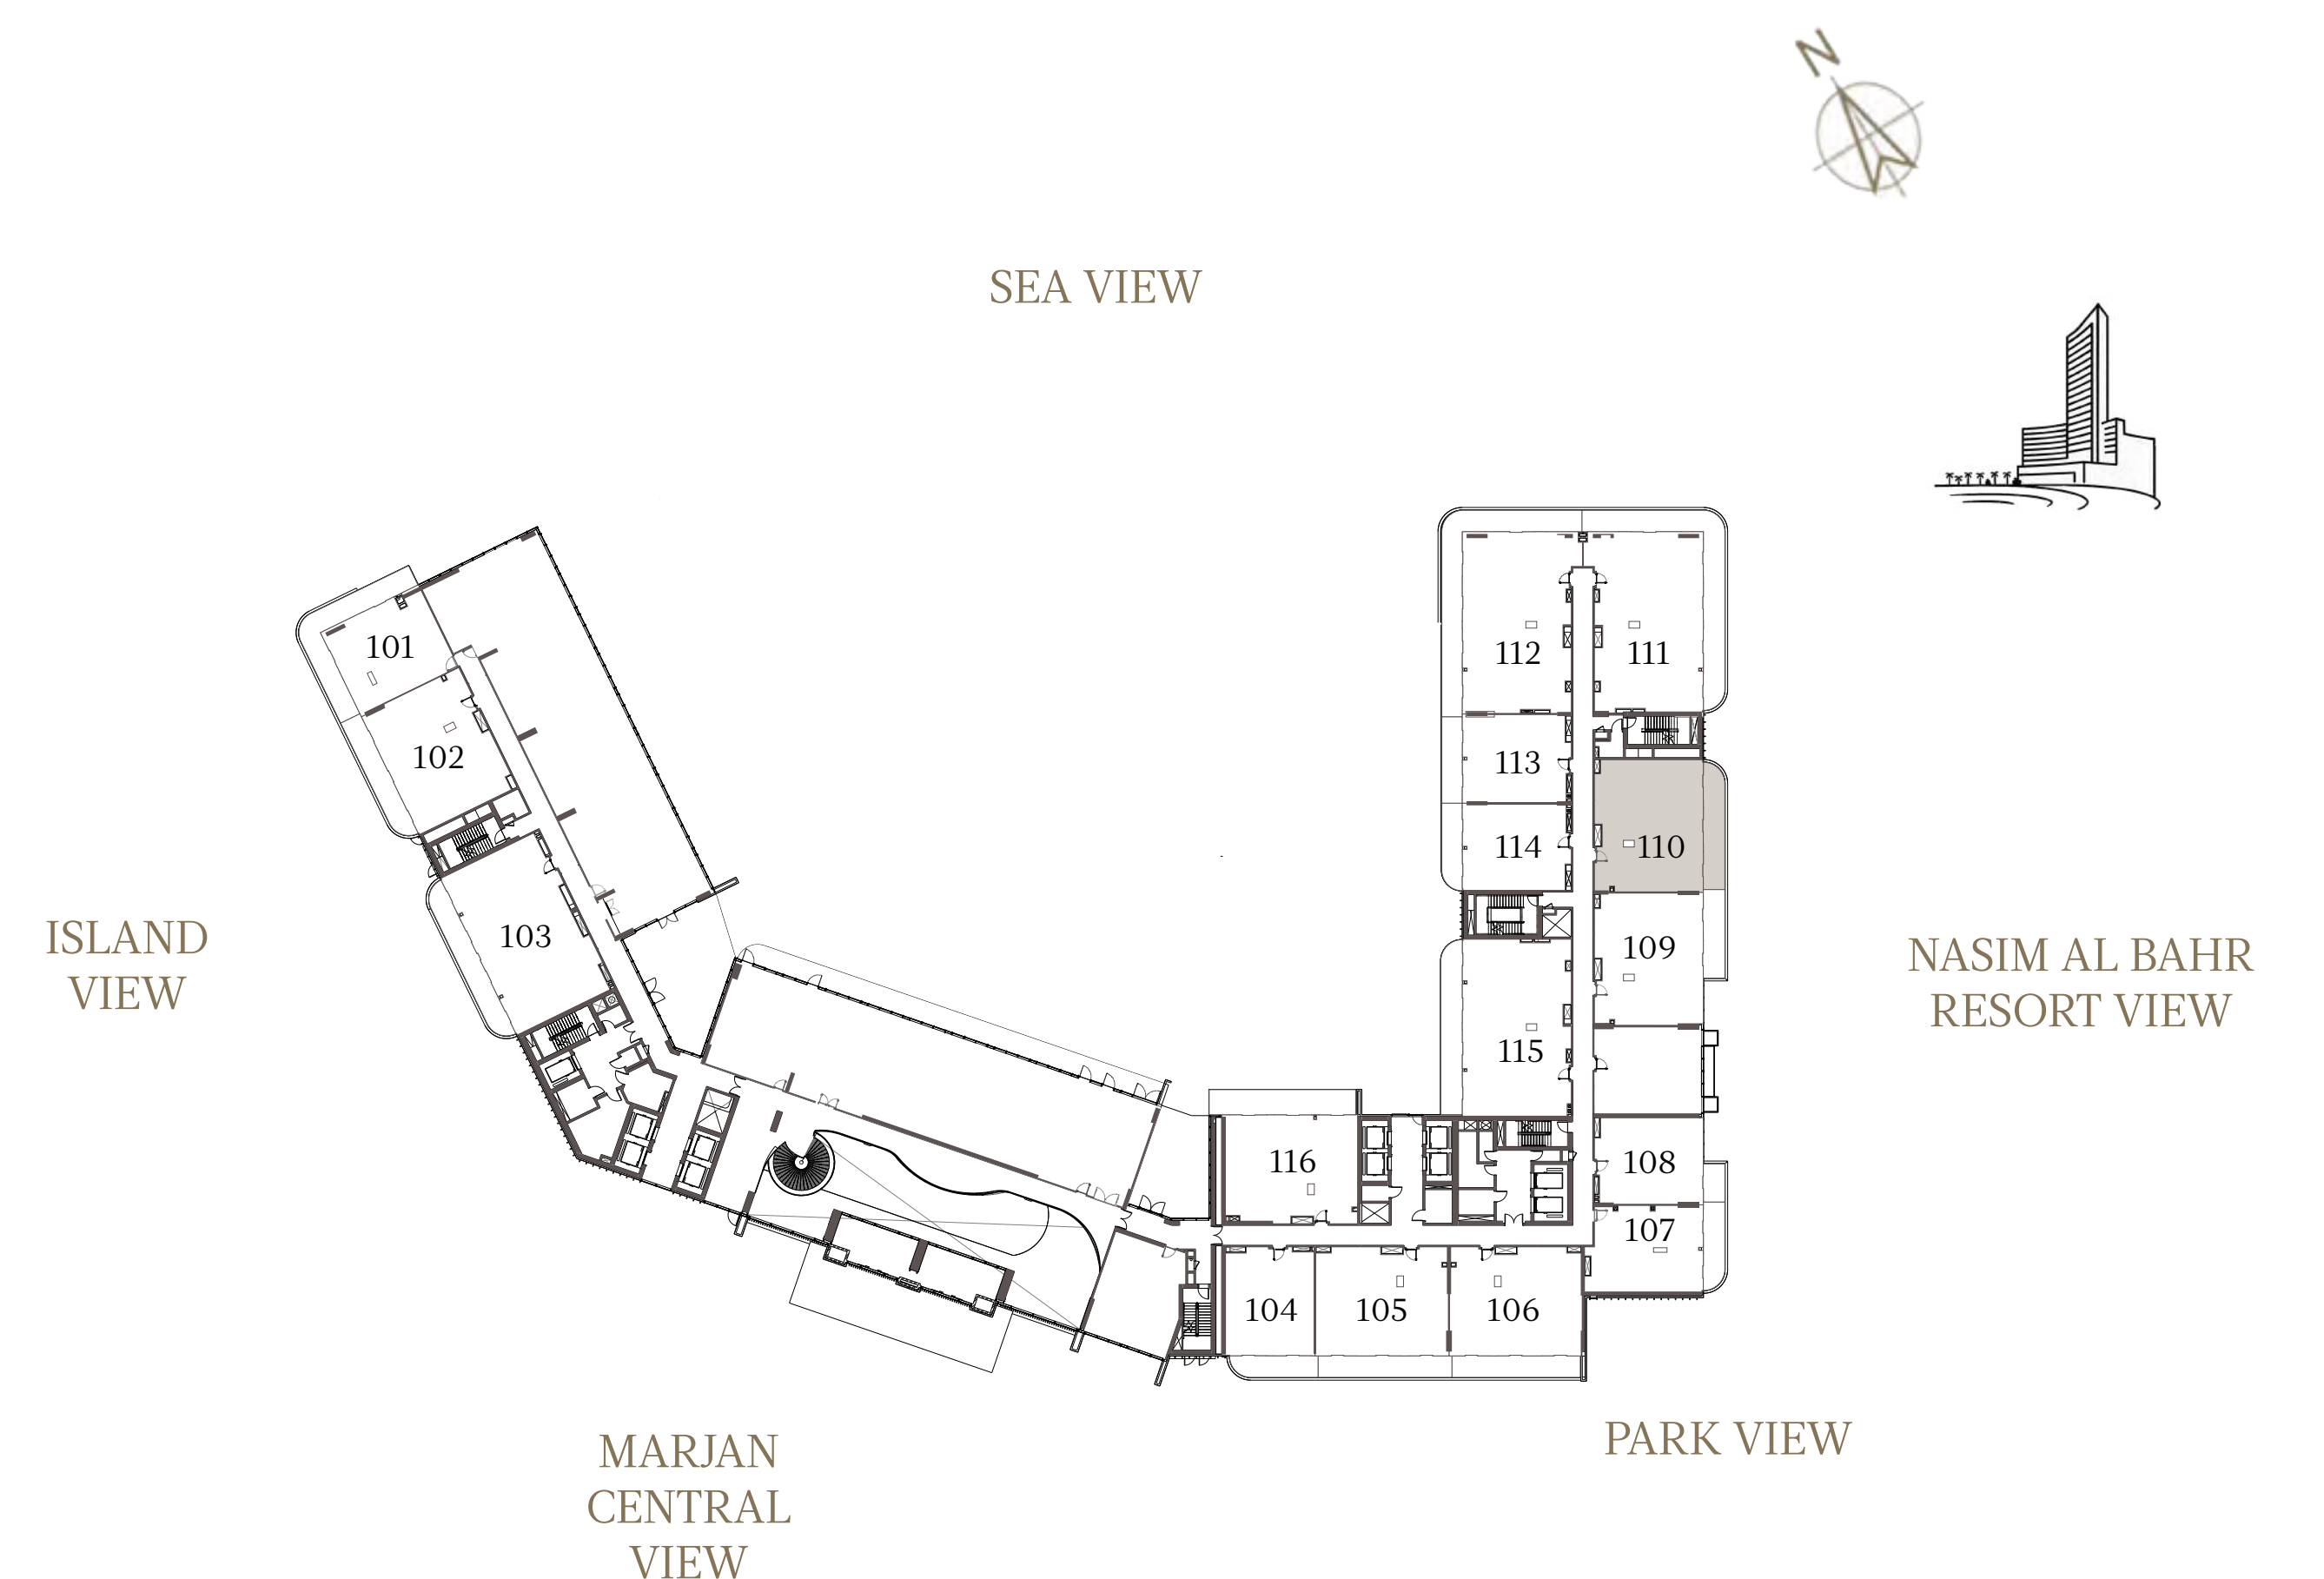 N
SEA VIEW
101
102
103
112
111
113
114
110
109
115
116
108
107
104
105
106
ISLAND
VIEW
NASIM AL BAHR
RESORT VIEW
PARK VIEW
MARJAN
CENTRAL
VIEW